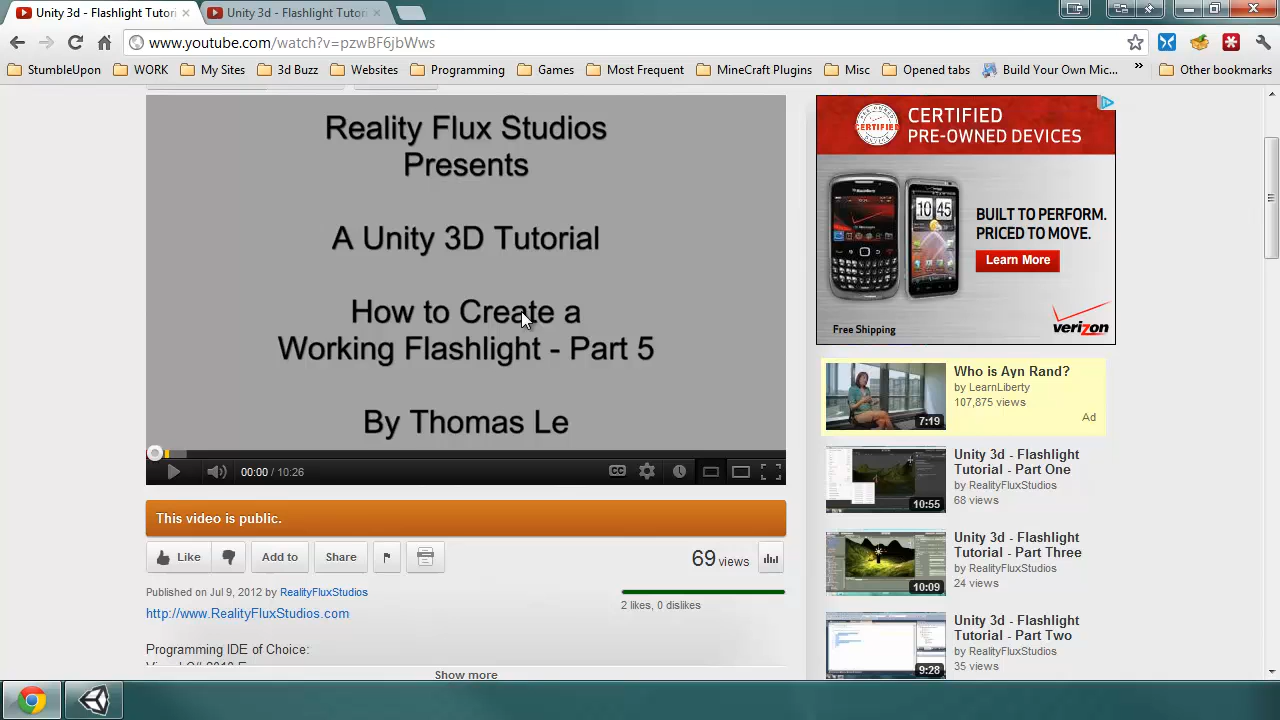 Unity 3d - Flashlight Tutori
Unity 3d - Flashlight Tutori
www.youtube.com/watch?v=pzwBF6jbWws
StumbleUpon
WORK
My Sites
3d Buzz
Websites
Programming
Games
Most Frequent
MineCraft Plugins
Misc
Opened tabs
Build Your Own Mic...
»
Other bookmarks
Reality Flux Studios
Presents
A Unity 3D Tutorial
How to Create a
Working Flashlight - Part 5
By Thomas Le
00:00 / 10:26
CC
This video is public.
Like
Add to
Share
69 views
Published on Jul 9, 2012 by RealityFluxStudios
2 likes, 0 dislikes
http://www.RealityFluxStudios.com
Programming IDE of Choice:
Show more
CERTIFIED
CERTIFIED
PRE-OWNED DEVICES
10 45
BUILT TO PERFORM.
PRICED TO MOVE.
Learn More
Free Shipping
verizon
Who is Ayn Rand?
by LearnLiberty
107,875 views
Ad
7:19
Unity 3d - Flashlight
Tutorial - Part One
by RealityFluxStudios
68 views
10:55
Unity 3d - Flashlight
Tutorial - Part Three
by RealityFluxStudios
24 views
10:09
Unity 3d - Flashlight
Tutorial - Part Two
by RealityFluxStudios
35 views
9:28